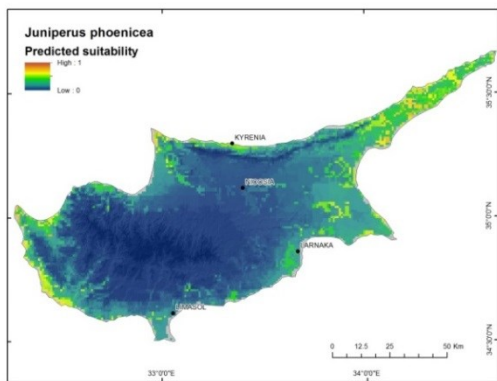 Juniperus phoenicea
Predicted suitability
High : 1
Low : 0
KYRENIA
NICOSIA
ARNAKA
LIMASOL
35°30'0"N
35°0'0"N
34°30'0"N
0 12.5 25 50 Km
33°0'0"E
34°0'0"E